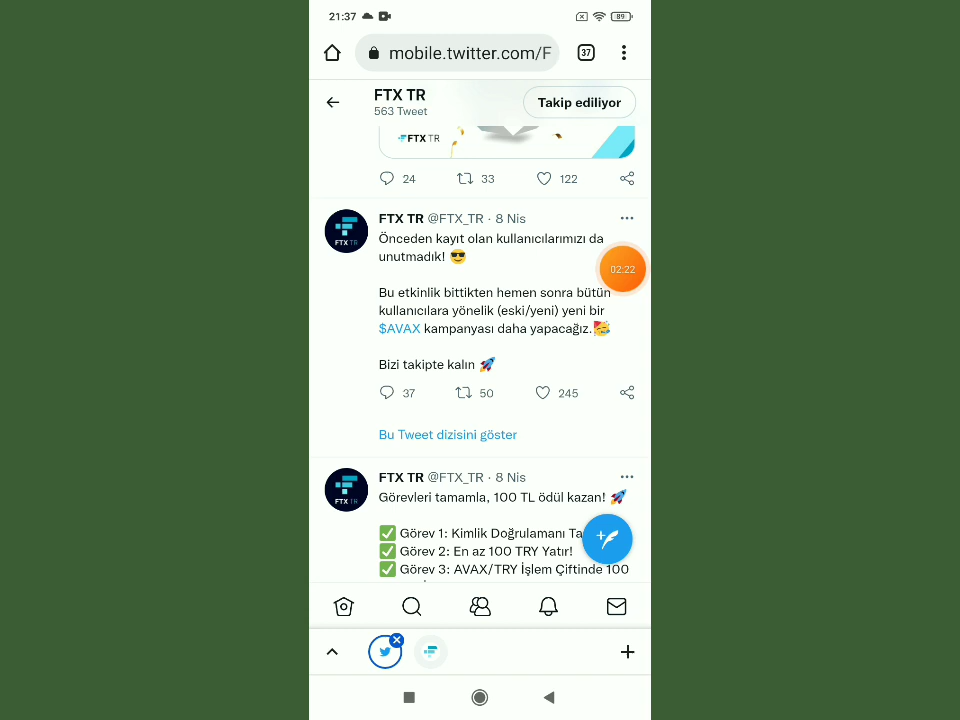 21:37
89
mobile.twitter.com/F
37
FTX TR
563 Tweet
Takip ediliyor
FTX TR
24 33 122
FTX TR @FTX_TR · 8 Nis
Önceden kayıt olan kullanıcılarımızı da
unutmadık! 😎
02:22
Bu etkinlik bittikten hemen sonra bütün
kullanıcılara yönelik (eski/yeni) yeni bir
$AVAX kampanyası daha yapacağız.🥳
Bizi takipte kalın 🚀
37 50 245
Bu Tweet dizisini göster
FTX TR
FTX TR @FTX_TR · 8 Nis
Görevleri tamamla, 100 TL ödül kazan! 🚀
FTX TR
✅ Görev 1: Kimlik Doğrulamanı Ta
✅ Görev 2: En az 100 TRY Yatır!
✅ Görev 3: AVAX/TRY İşlem Çiftinde 100